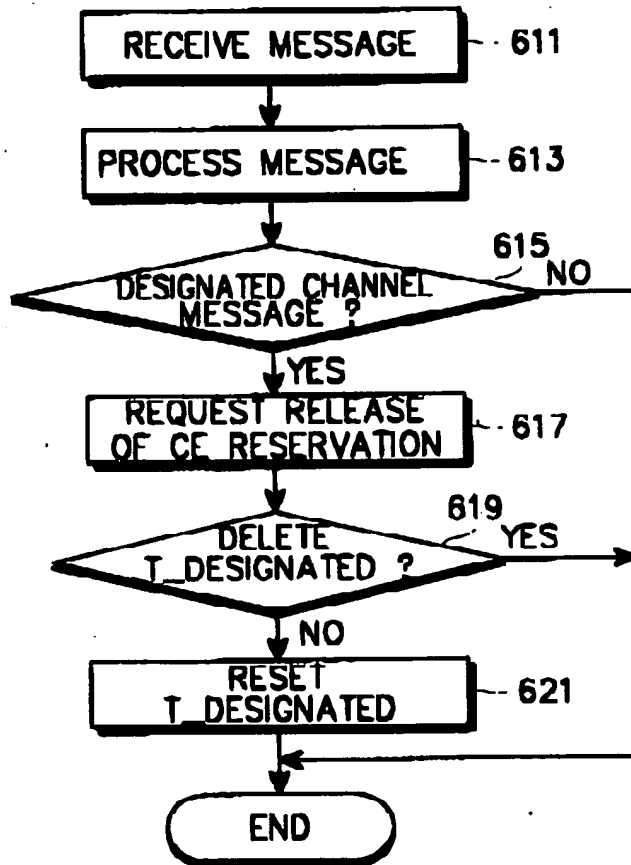 RECEIVE MESSAGE
611
PROCESS MESSAGE
613
615
DESIGNATED CHANNEL
MESSAGE ?
NO
YES
REQUEST RELEASE
OF CE RESERVATION
617
619
DELETE
T_DESIGNATED ?
YES
NO
RESET
T_DESIGNATED
621
END